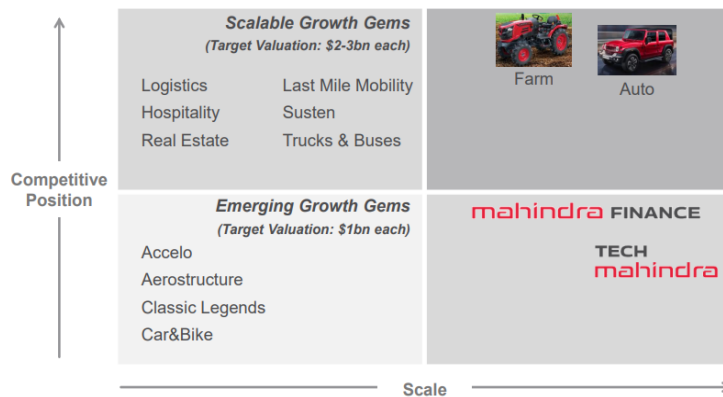 Scalable Growth Gems
(Target Valuation: $2-3bn each)
Logistics
Hospitality
Real Estate
Last Mile Mobility
Susten
Trucks & Buses
Farm
Auto
Competitive
Position
Emerging Growth Gems
(Target Valuation: $1bn each)
Accelo
Aerostructure
Classic Legends
Car&Bike
mahindra FINANCE
TECH
mahindra
Scale